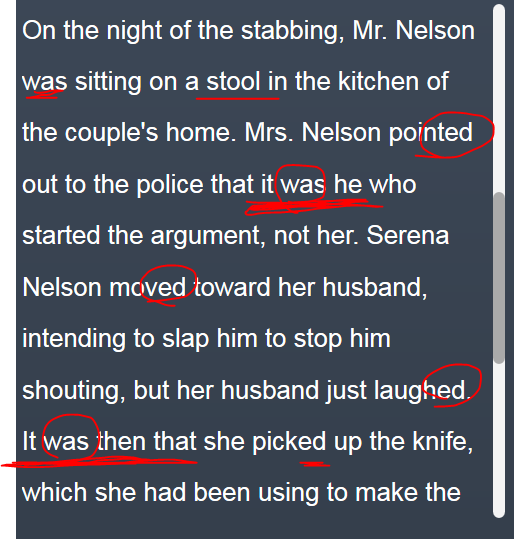 On the night of the stabbing, Mr. Nelson
was sitting on a stool in the kitchen of
the couple's home. Mrs. Nelson pointed
out to the police that it was he who
started the argument, not her. Serena
Nelson moved toward her husband,
intending to slap him to stop him
shouting, but her husband just laughed.
It was then that she picked up the knife,
which she had been using to make the